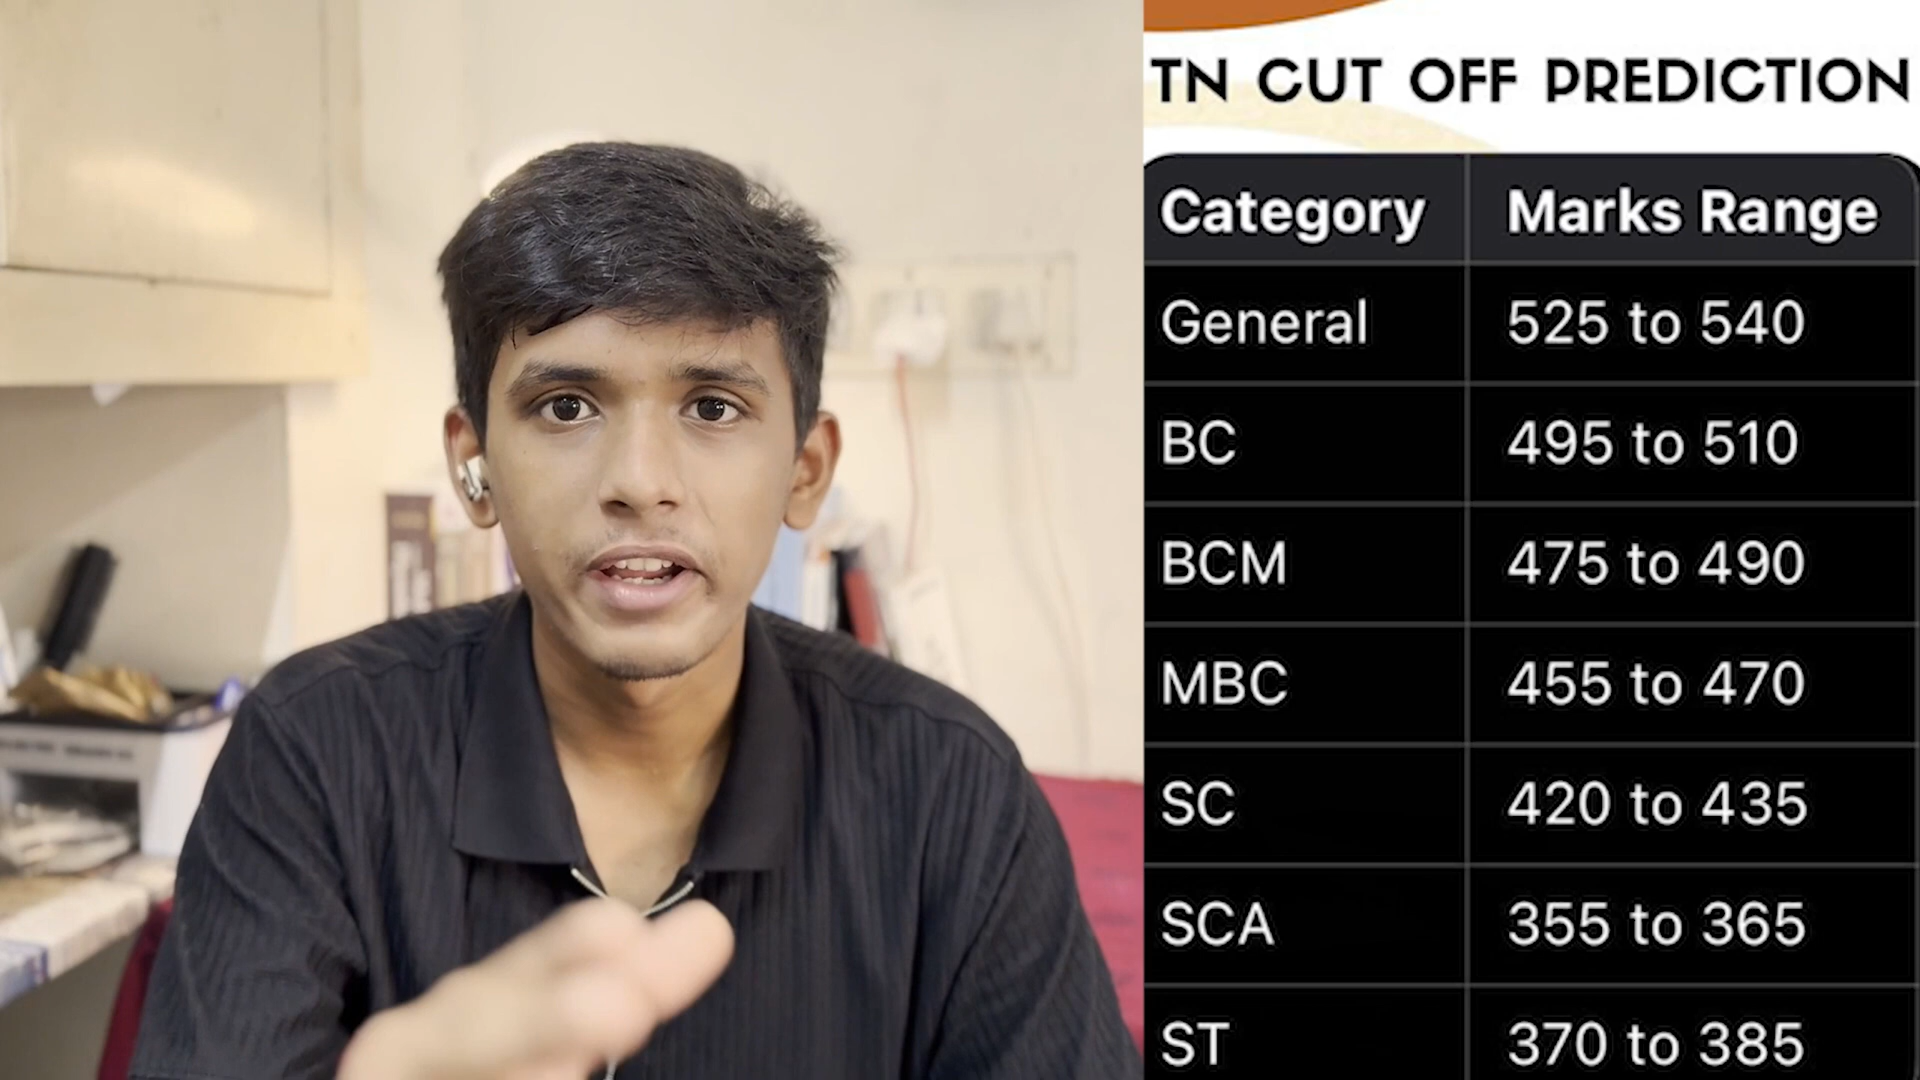 TN CUT OFF PREDICTION
Category Marks Range
General 525 to 540
BC 495 to 510
BCM 475 to 490
MBC 455 to 470
SC 420 to 435
SCA 355 to 365
ST 370 to 385